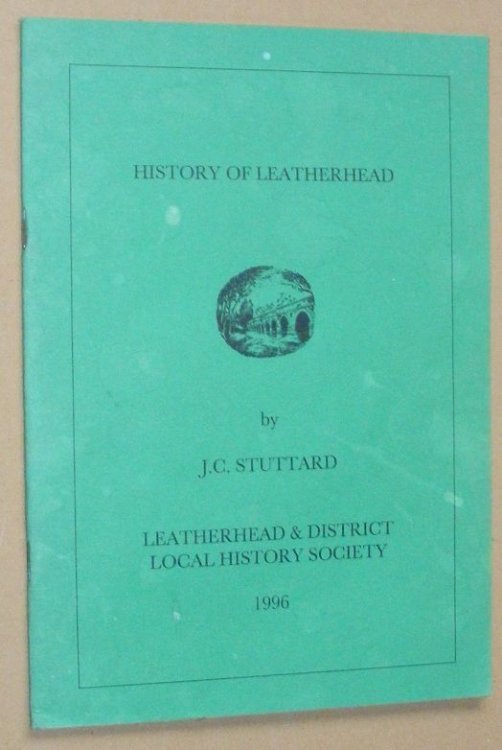 HISTORY OF LEATHERHEAD
by
J.C. STUTTARD
LEATHERHEAD & DISTRICT
LOCAL HISTORY SOCIETY
1996